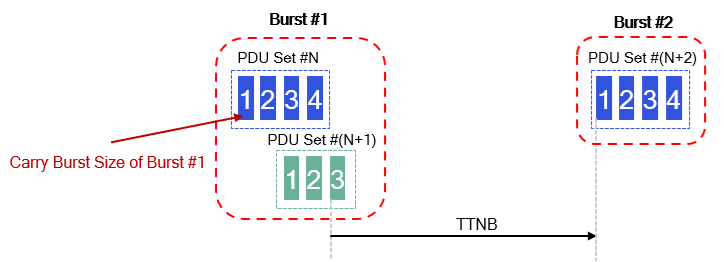 Burst #1
Burst #2
PDU Set #N
PDU Set #(N+2)
1 2 3 4
1 2 3 4
PDU Set #(N+1)
Carry Burst Size of Burst #1
1 2 3
TTNB